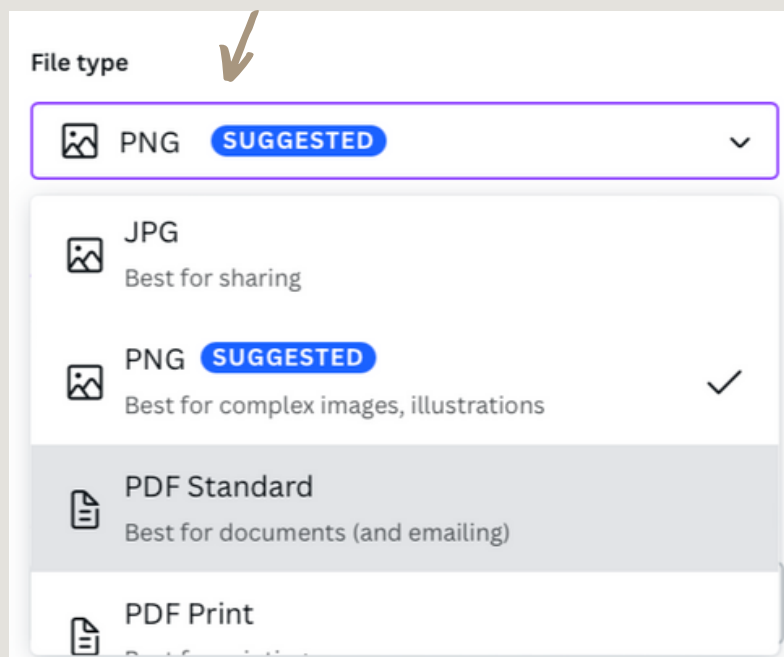 File type
PNG SUGGESTED
JPG
Best for sharing
PNG SUGGESTED
Best for complex images, illustrations
PDF Standard
Best for documents (and emailing)
PDF Print